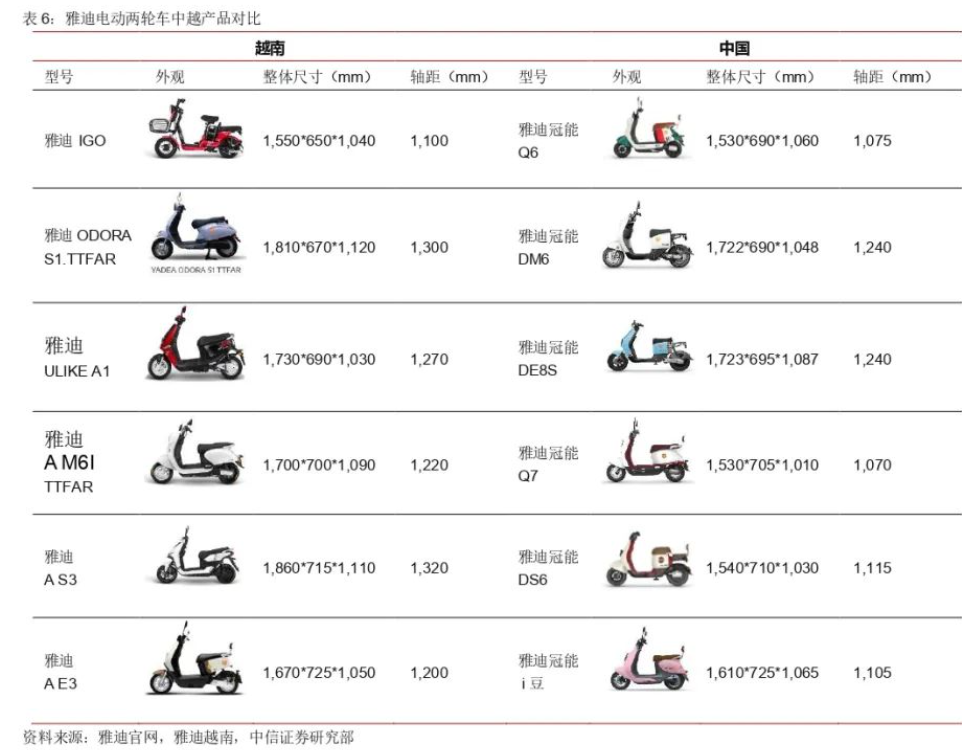 表 6：雅迪电动两轮车中越产品对比
越南 中国
型号 外观 整体尺寸（mm） 轴距（mm） 型号 外观 整体尺寸（mm） 轴距（mm）
雅迪 IGO 1,550*650*1,040 1,100 雅迪冠能 Q6 1,530*690*1,060 1,075
雅迪 ODORA S1.TTFAR 1,810*670*1,120 1,300 雅迪冠能 DM6 1,722*690*1,048 1,240
YADEA ODORA S1 TTFAR
雅迪 ULIKE A1 1,730*690*1,030 1,270 雅迪冠能 DE8S 1,723*695*1,087 1,240
雅迪 A M6I TTFAR 1,700*700*1,090 1,220 雅迪冠能 Q7 1,530*705*1,010 1,070
雅迪 A S3 1,860*715*1,110 1,320 雅迪冠能 DS6 1,540*710*1,030 1,115
雅迪 A E3 1,670*725*1,050 1,200 雅迪冠能 i 豆 1,610*725*1,065 1,105
资料来源：雅迪官网，雅迪越南，中信证券研究部